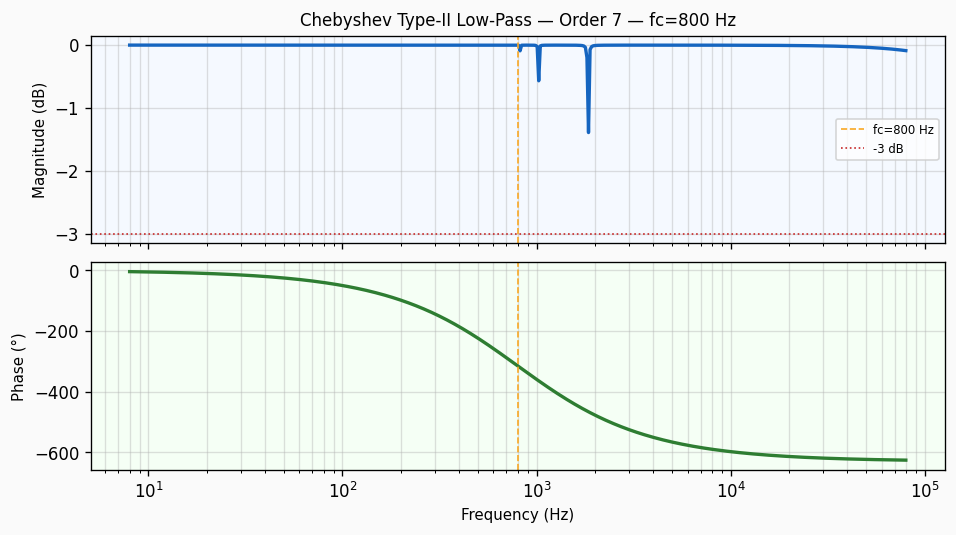 Chebyshev Type-II Low-Pass — Order 7 — fc=800 Hz
Magnitude (dB)
0
−1
−2
−3
fc=800 Hz
-3 dB
Phase (°)
0
−200
−400
−600
10¹
10²
10³
10⁴
10⁵
Frequency (Hz)